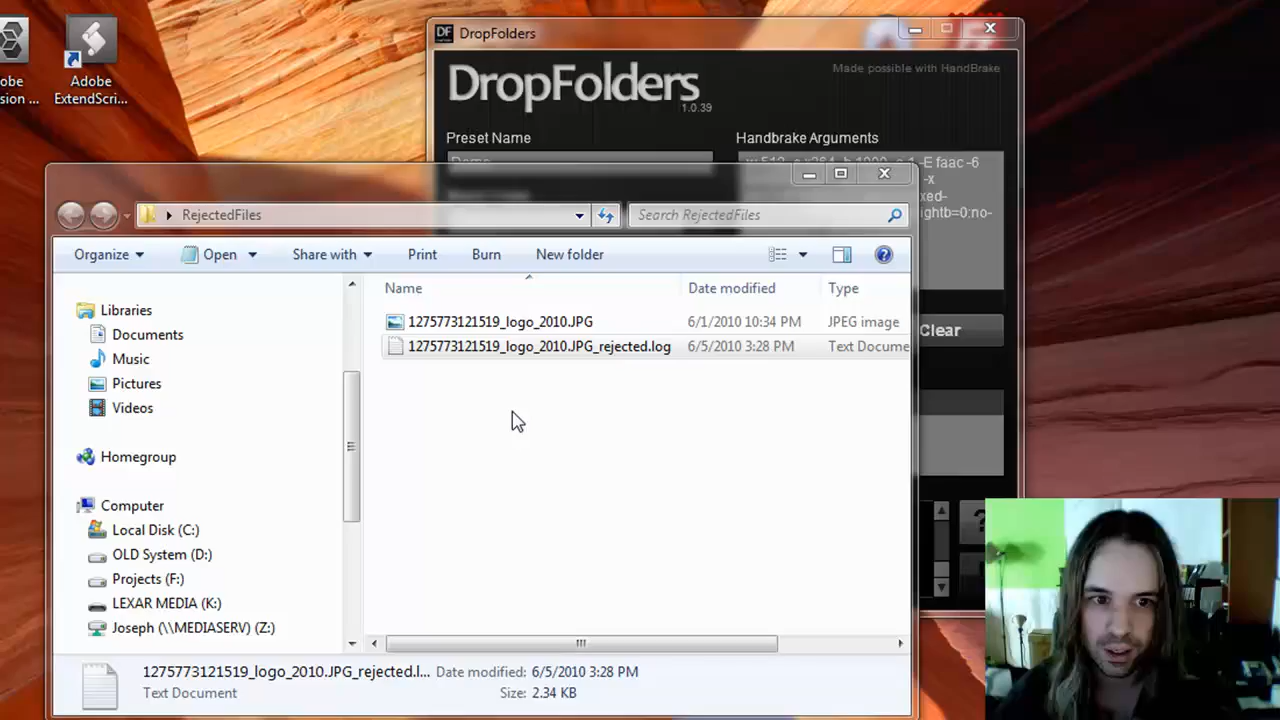 obe
sion ...
Adobe
ExtendScri...
DF
DropFolders
DropFolders
1.0.39
Made possible with HandBrake
Preset Name
Handbrake Arguments
-E faac -6
-x
xed-
ightb=0:no-
Clear
RejectedFiles
Search RejectedFiles
Organize
Open
Share with
Print
Burn
New folder
Libraries
Documents
Music
Pictures
Videos
Homegroup
Computer
Local Disk (C:)
OLD System (D:)
Projects (F:)
LEXAR MEDIA (K:)
Joseph (\\MEDIASERV) (Z:)
Name
Date modified
Type
1275773121519_logo_2010.JPG
6/1/2010 10:34 PM
JPEG image
1275773121519_logo_2010.JPG_rejected.log
6/5/2010 3:28 PM
Text Docume
1275773121519_logo_2010.JPG_rejected.l...
Date modified: 6/5/2010 3:28 PM
Text Document
Size: 2.34 KB